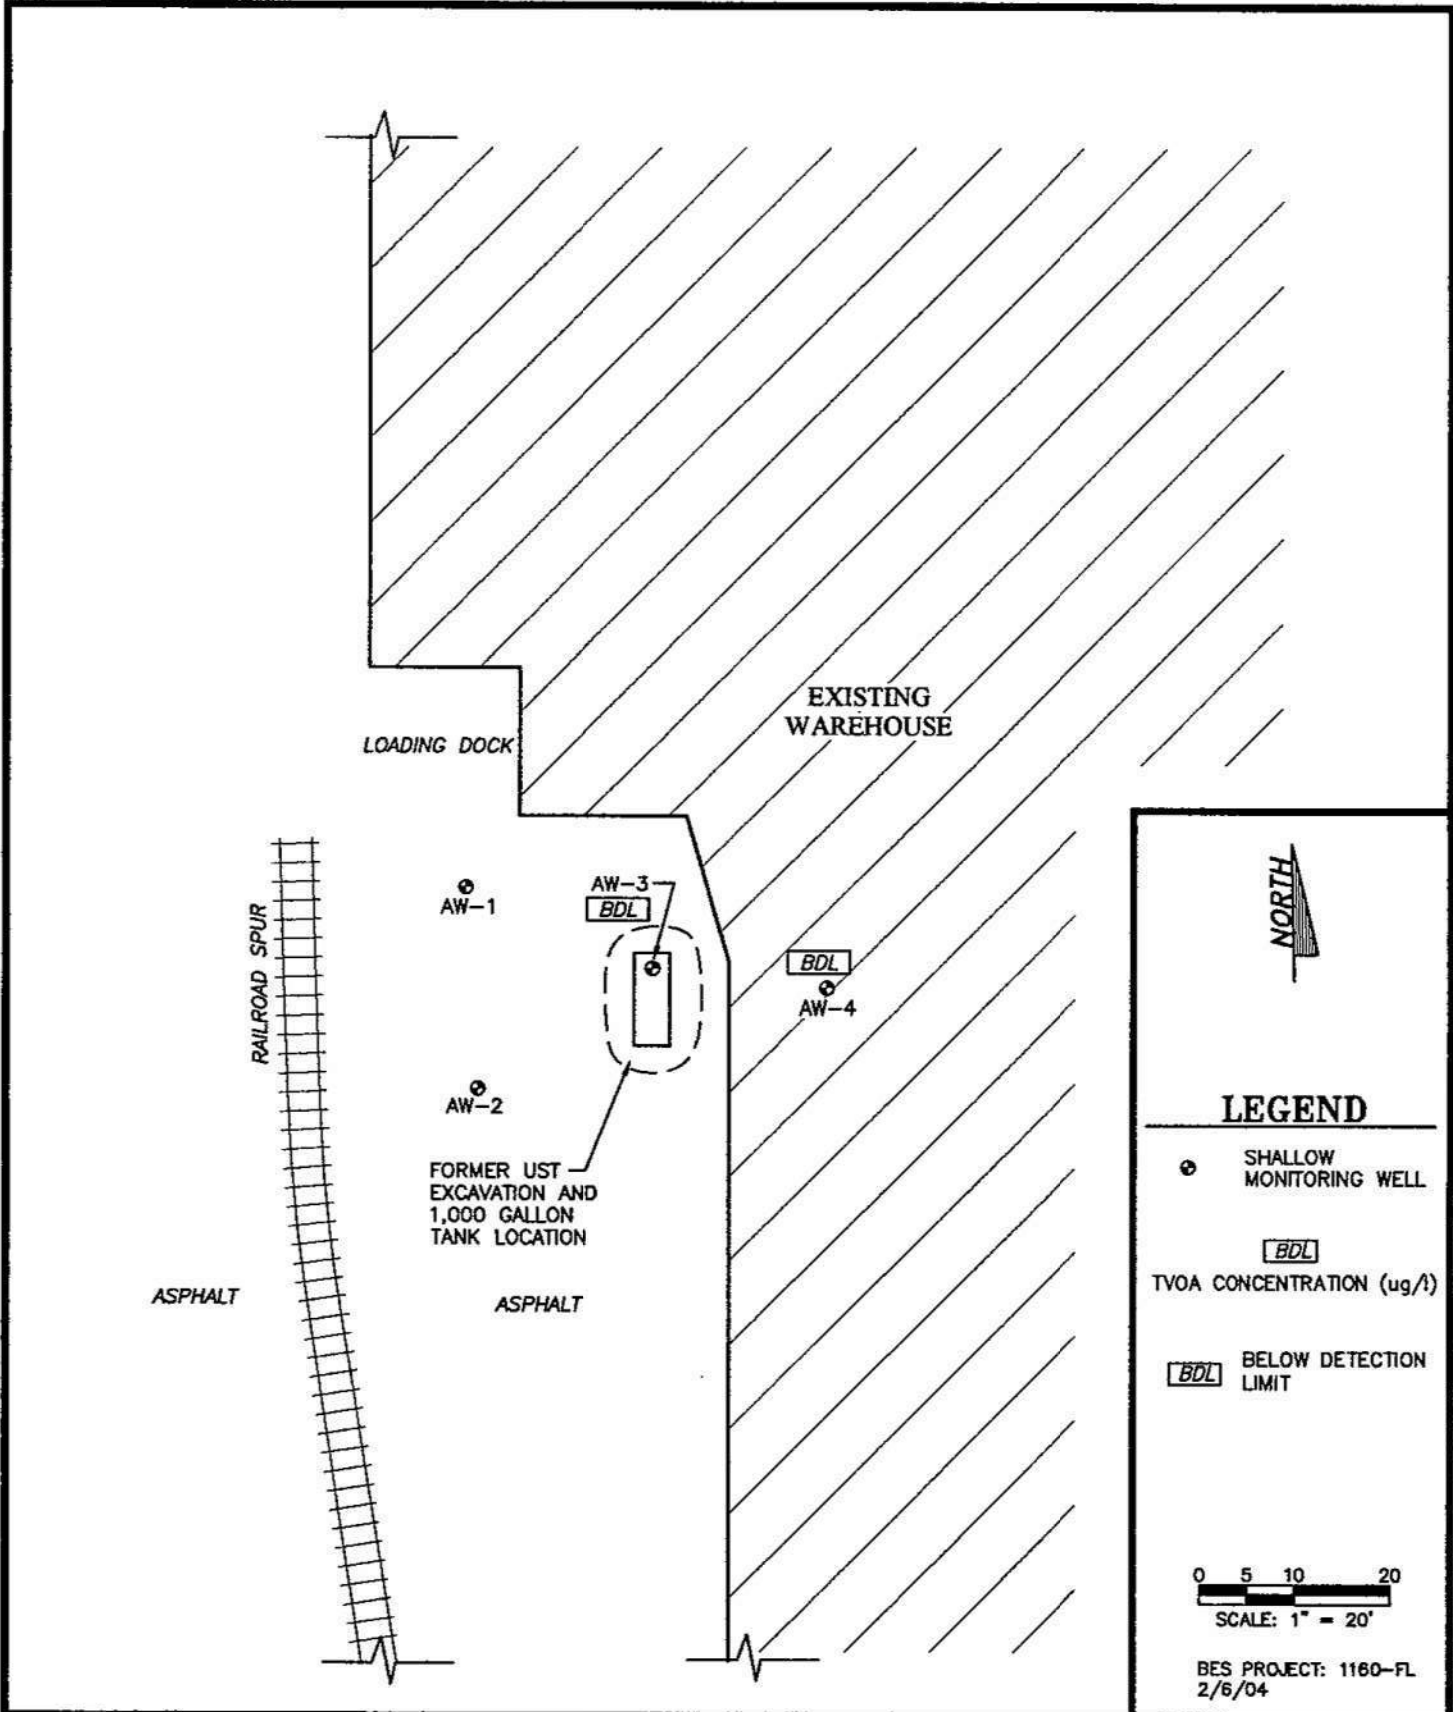 EXISTING
WAREHOUSE
LOADING DOCK
RAILROAD SPUR
AW-1
AW-3
BDL
BDL
AW-4
AW-2
FORMER UST
EXCAVATION AND
1,000 GALLON
TANK LOCATION
ASPHALT
ASPHALT
NORTH
LEGEND
SHALLOW
MONITORING WELL
BDL
TVOA CONCENTRATION (ug/l)
BDL
BELOW DETECTION
LIMIT
0 5 10 20
SCALE: 1" = 20'
BES PROJECT: 1160-FL
2/6/04